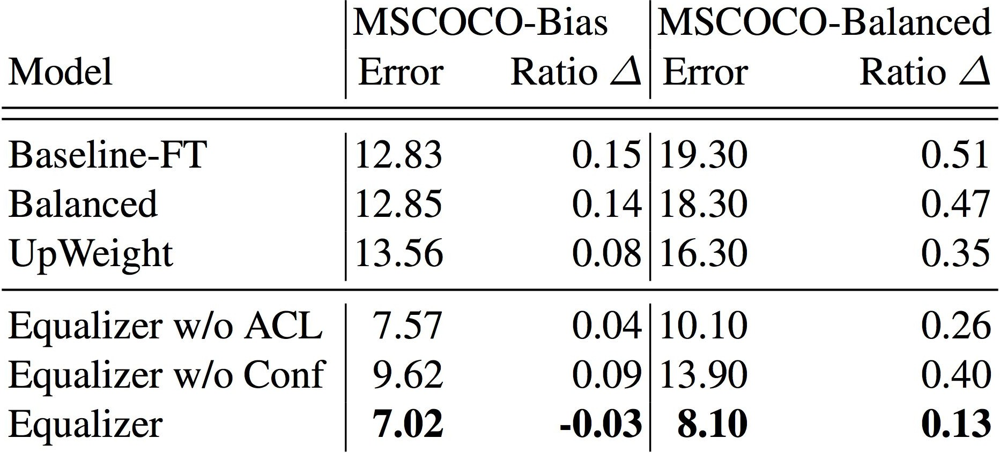 MSCOCO-Bias MSCOCO-Balanced
Model Error Ratio Δ Error Ratio Δ
Baseline-FT 12.83 0.15 19.30 0.51
Balanced 12.85 0.14 18.30 0.47
UpWeight 13.56 0.08 16.30 0.35
Equalizer w/o ACL 7.57 0.04 10.10 0.26
Equalizer w/o Conf 9.62 0.09 13.90 0.40
Equalizer 7.02 -0.03 8.10 0.13